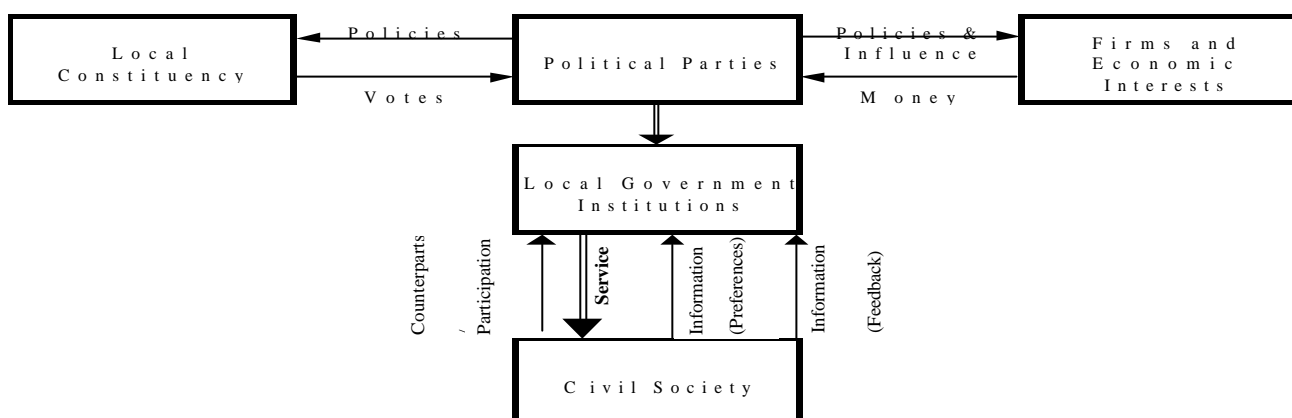 Policies
Policies &
Influence
Local
Constituency
Political Parties
Firms and
Economic
Interests
Votes
Money
Local Government
Institutions
Counterparts
/
Participation
Service
Information
(Preferences)
Information
(Feedback)
Civil Society